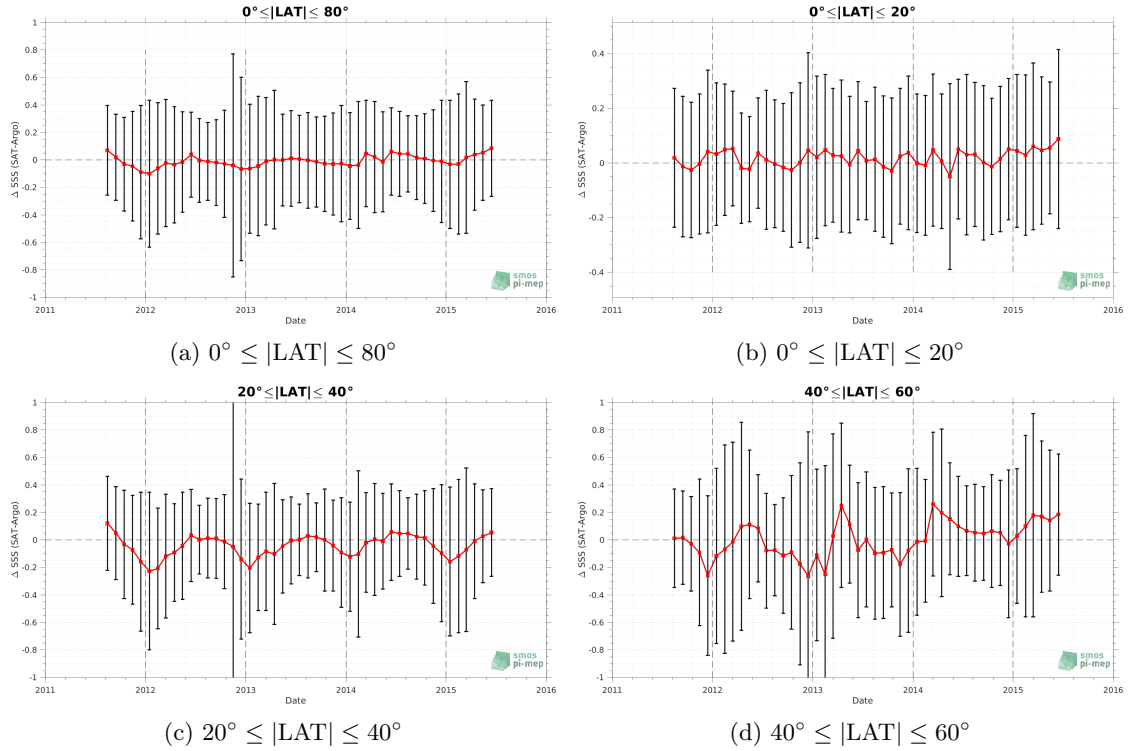 0°≤|LAT|≤ 80°
1
0.8
0.6
0.4
0.2
0
-0.2
-0.4
-0.6
-0.8
-1
Δ SSS (SAT-Argo)
2011 2012 2013 2014 2015 2016
Date
smos
pi-mep
(a) 0° ≤ |LAT| ≤ 80°
0°≤|LAT|≤ 20°
0.4
0.2
0
-0.2
-0.4
Δ SSS (SAT-Argo)
2011 2012 2013 2014 2015 2016
Date
smos
pi-mep
(b) 0° ≤ |LAT| ≤ 20°
20°≤|LAT|≤ 40°
1
0.8
0.6
0.4
0.2
0
-0.2
-0.4
-0.6
-0.8
-1
Δ SSS (SAT-Argo)
2011 2012 2013 2014 2015 2016
Date
smos
pi-mep
(c) 20° ≤ |LAT| ≤ 40°
40°≤|LAT|≤ 60°
1
0.8
0.6
0.4
0.2
0
-0.2
-0.4
-0.6
-0.8
-1
Δ SSS (SAT-Argo)
2011 2012 2013 2014 2015 2016
Date
smos
pi-mep
(d) 40° ≤ |LAT| ≤ 60°